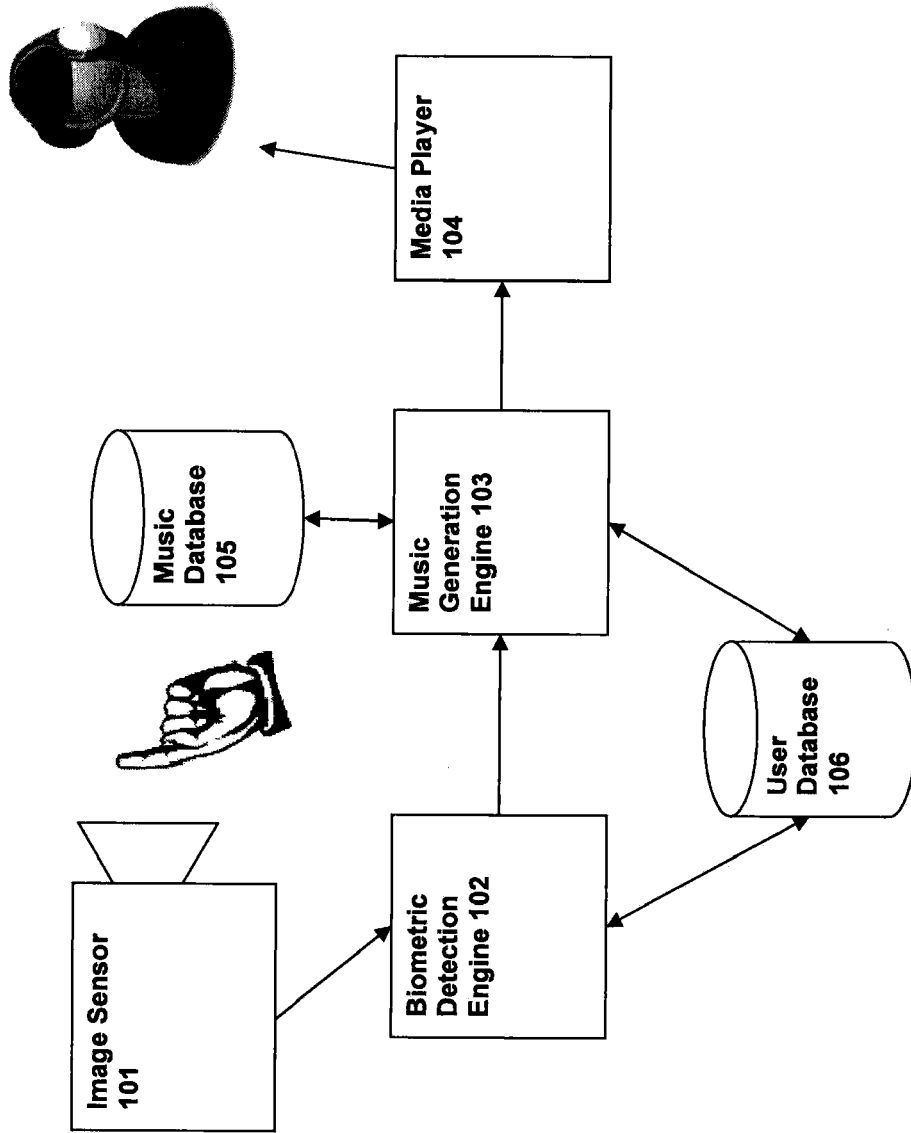 Image Sensor
101
Biometric
Detection
Engine 102
User
Database
106
Music
Database
105
Music
Generation
Engine 103
Media Player
104